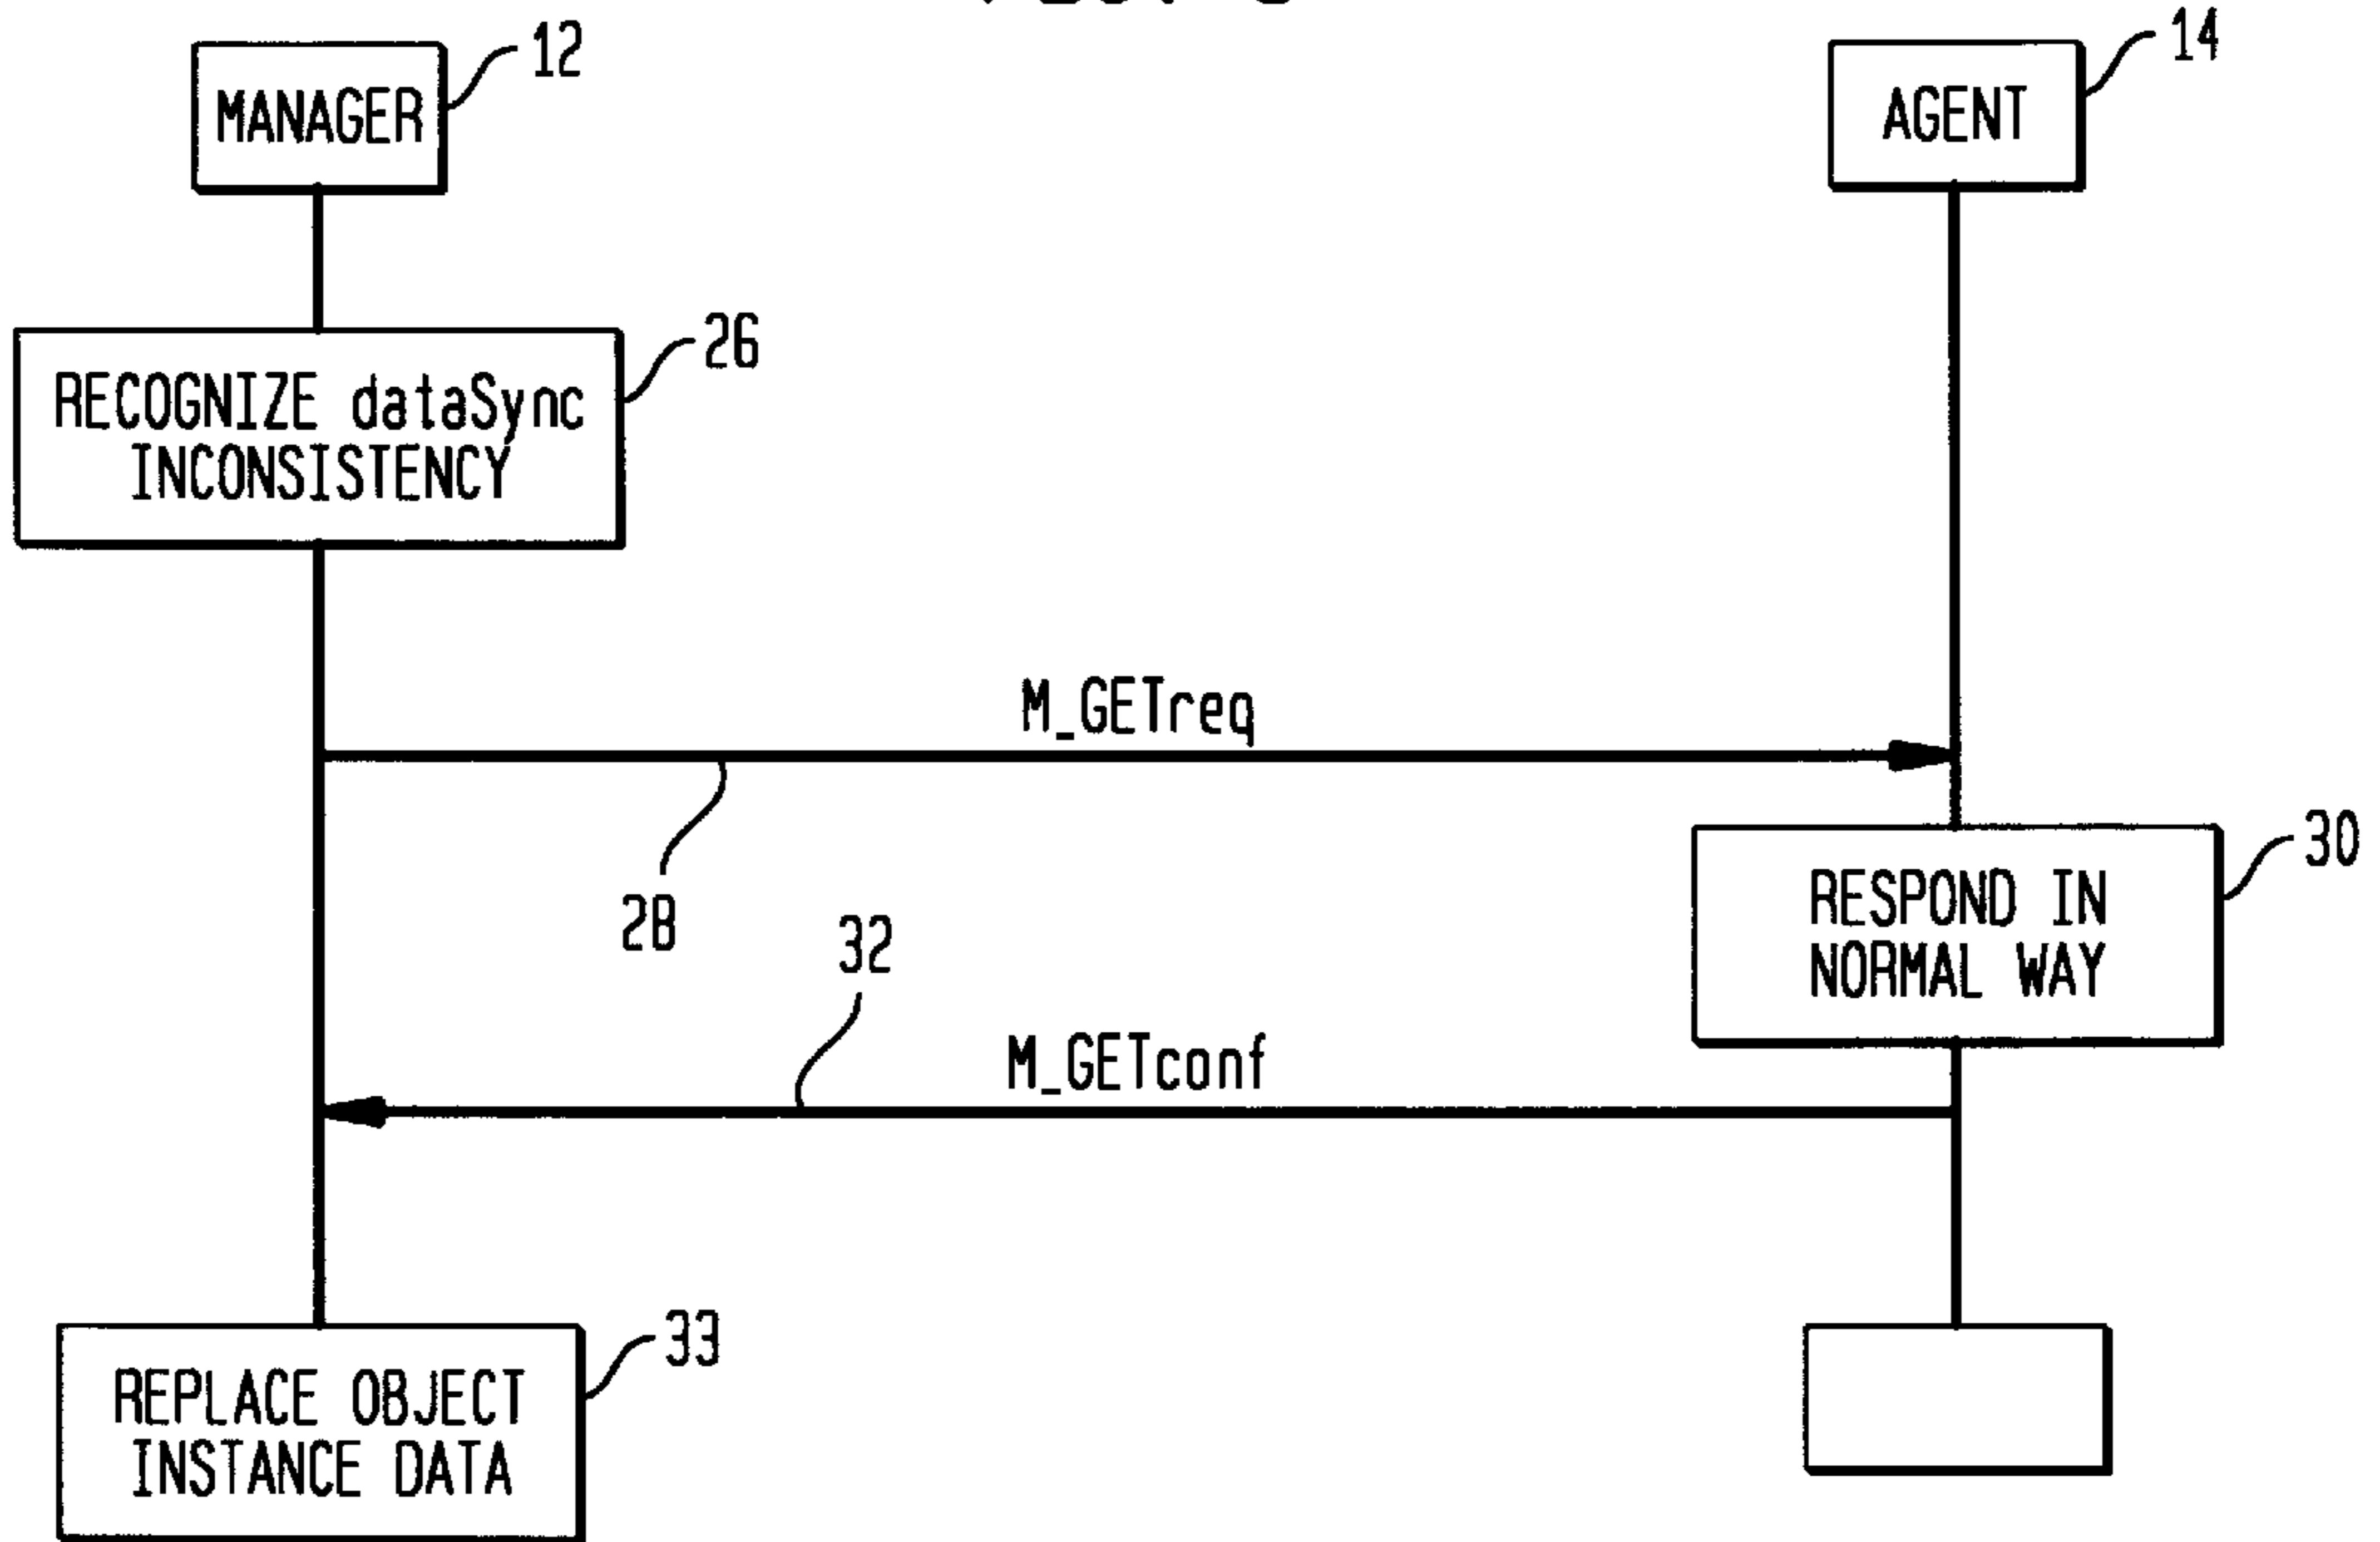 12
MANAGER
14
AGENT
26
RECOGNIZE dataSync
INCONSISTENCY
M_GETreq
28
30
RESPOND IN
NORMAL WAY
32
M_GETconf
33
REPLACE OBJECT
INSTANCE DATA